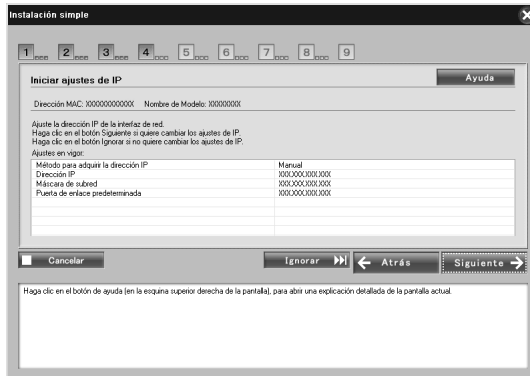 Instalación simple
1 2 3 4 5 6 7 8 9
Iniciar ajustes de IP
Ayuda
Dirección MAC: XXXXXXXXXXXX Nombre de Modelo: XXXXXXXX
Ajuste la dirección IP de la interfaz de red.
Haga clic en el botón Siguiente si quiere cambiar los ajustes de IP.
Haga clic en el botón Ignorar si no quiere cambiar los ajustes de IP.
Ajustes en vigor:
Método para adquirir la dirección IP Manual
Dirección IP XXX.XXX.XXX.XXX
Máscara de subred XXX.XXX.XXX.XXX
Puerta de enlace predeterminada XXX.XXX.XXX.XXX
Cancelar Ignorar Atrás Siguiente
Haga clic en el botón de ayuda (en la esquina superior derecha de la pantalla), para abrir una explicación detallada de la pantalla actual.